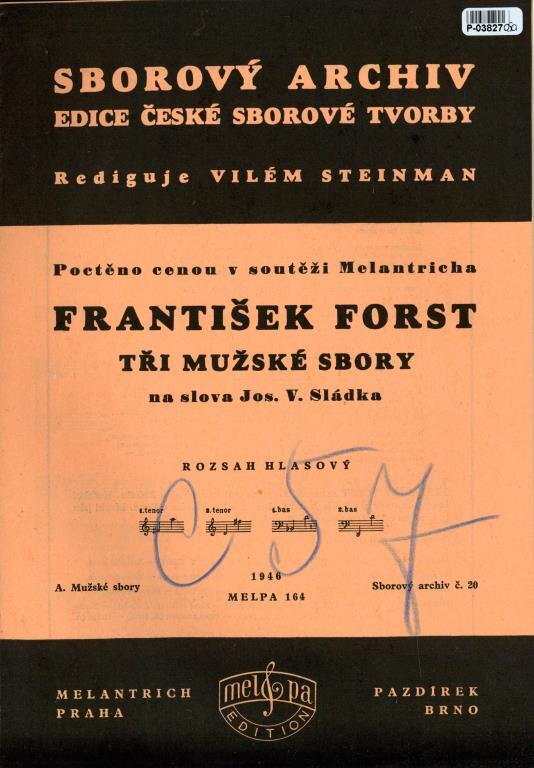 P-03827
SBOROVÝ ARCHIV
EDICE ČESKÉ SBOROVÉ TVORBY
Rediguje VILÉM STEINMAN
Poctěno cenou v soutěži Melantricha
FRANTIŠEK FORST
TŘI MUŽSKÉ SBORY
na slova Jos. V. Sládka
ROZSAH HLASOVÝ
1. tenor 2. tenor 1. bas 2. bas
C 57
A. Mužské sbory
1946
MELPA 164
Sborový archiv č. 20
MELANTRICH
PRAHA
melpa
EDITION
PAZDÍREK
BRNO